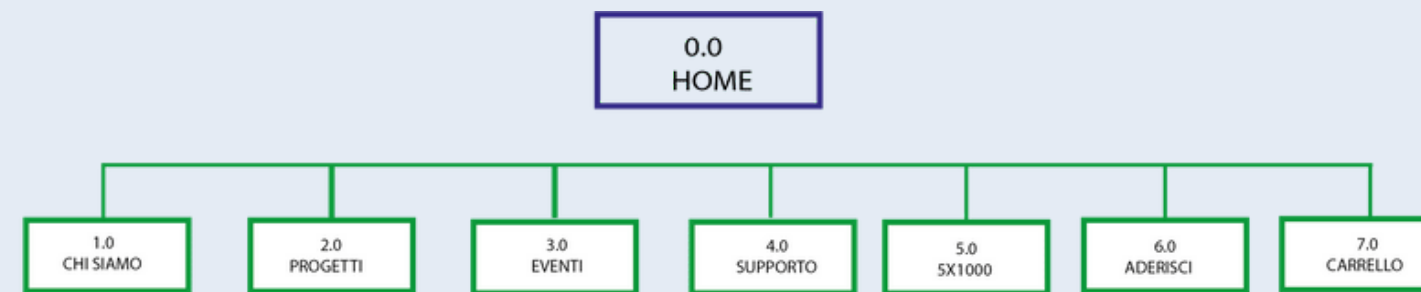 0.0
HOME
1.0
CHI SIAMO
2.0
PROGETTI
3.0
EVENTI
4.0
SUPPORTO
5.0
5X1000
6.0
ADERISCI
7.0
CARRELLO